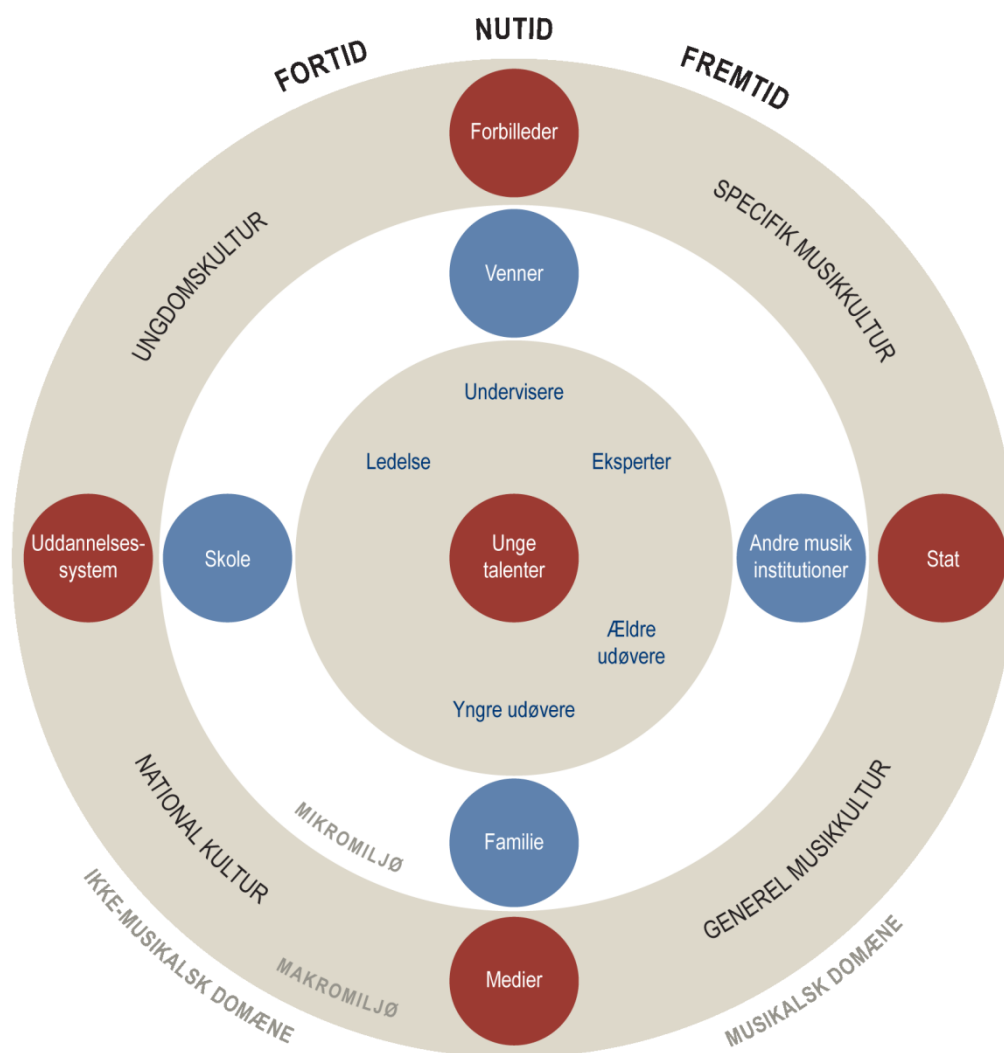 FORTID
NUTID
FREMTID
Forbilleder
UNGDOMSKULTUR
SPECIFIK MUSIKKULTUR
Venner
Undervisere
Ledelse
Eksperter
Uddannelses-
system
Skole
Unge
talenter
Andre musik
institutioner
Stat
Ældre
udøvere
Yngre udøvere
NATIONAL KULTUR
MIKROMILJØ
Familie
GENEREL MUSIKKULTUR
IKKE-MUSIKALSK DOMÆNE
MAKROMILJØ
Medier
MUSIKALSK DOMÆNE